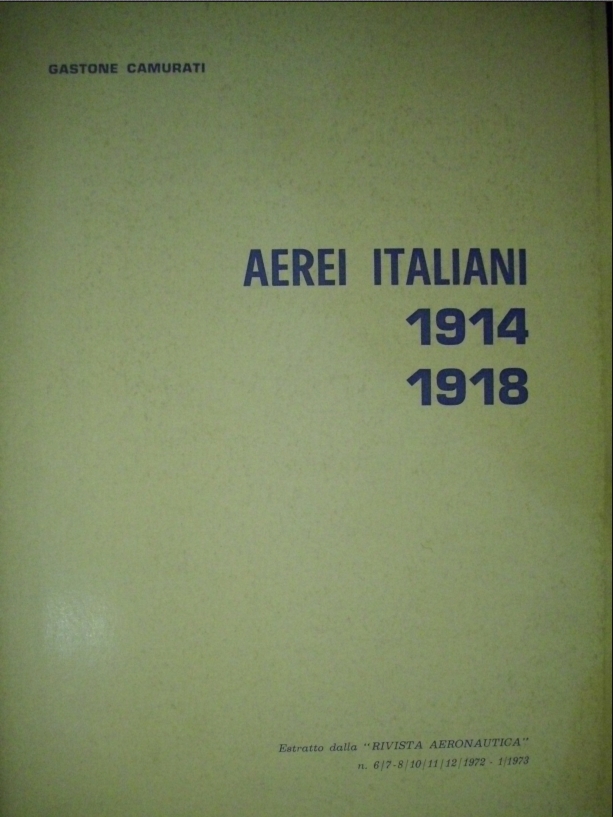 GASTONE CAMURATI
AEREI ITALIANI
1914
1918
Estratto dalla "RIVISTA AERONAUTICA"
n. 6/7-8/10/11/12/1972 - 1/1973